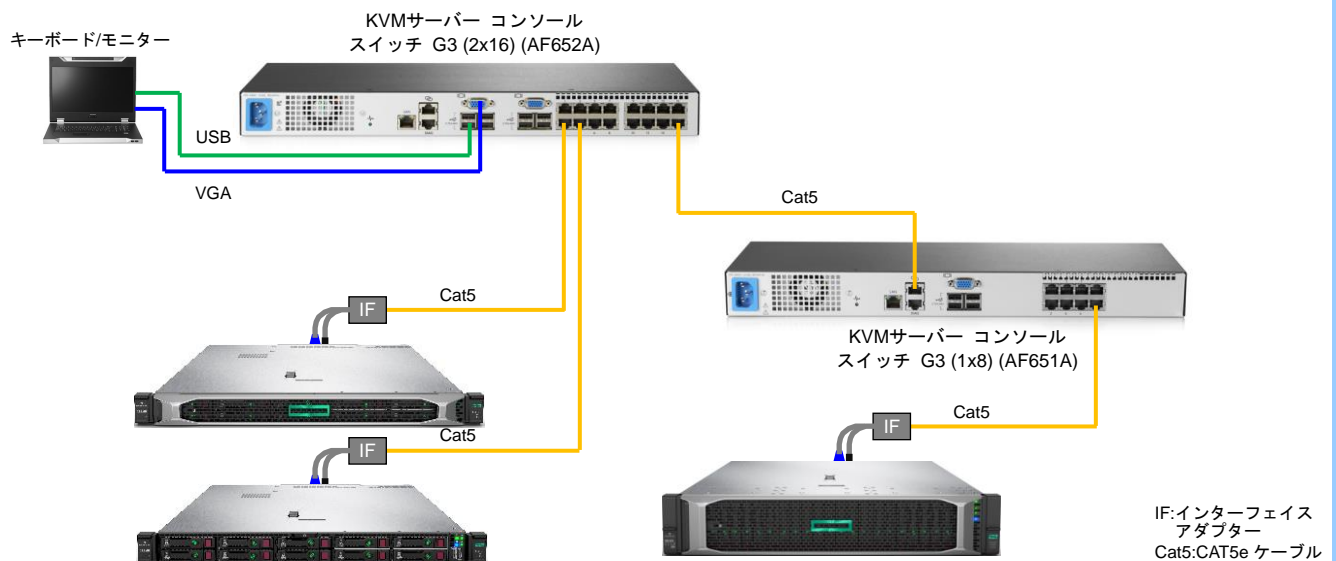 KVMサーバー コンソール
スイッチ G3 (2x16) (AF652A)
キーボード/モニター
USB
VGA
Cat5
Cat5
IF
KVMサーバー コンソール
スイッチ G3 (1x8) (AF651A)
Cat5
IF
Cat5
IF
IF:インターフェイス
アダプター
Cat5:CAT5e ケーブル